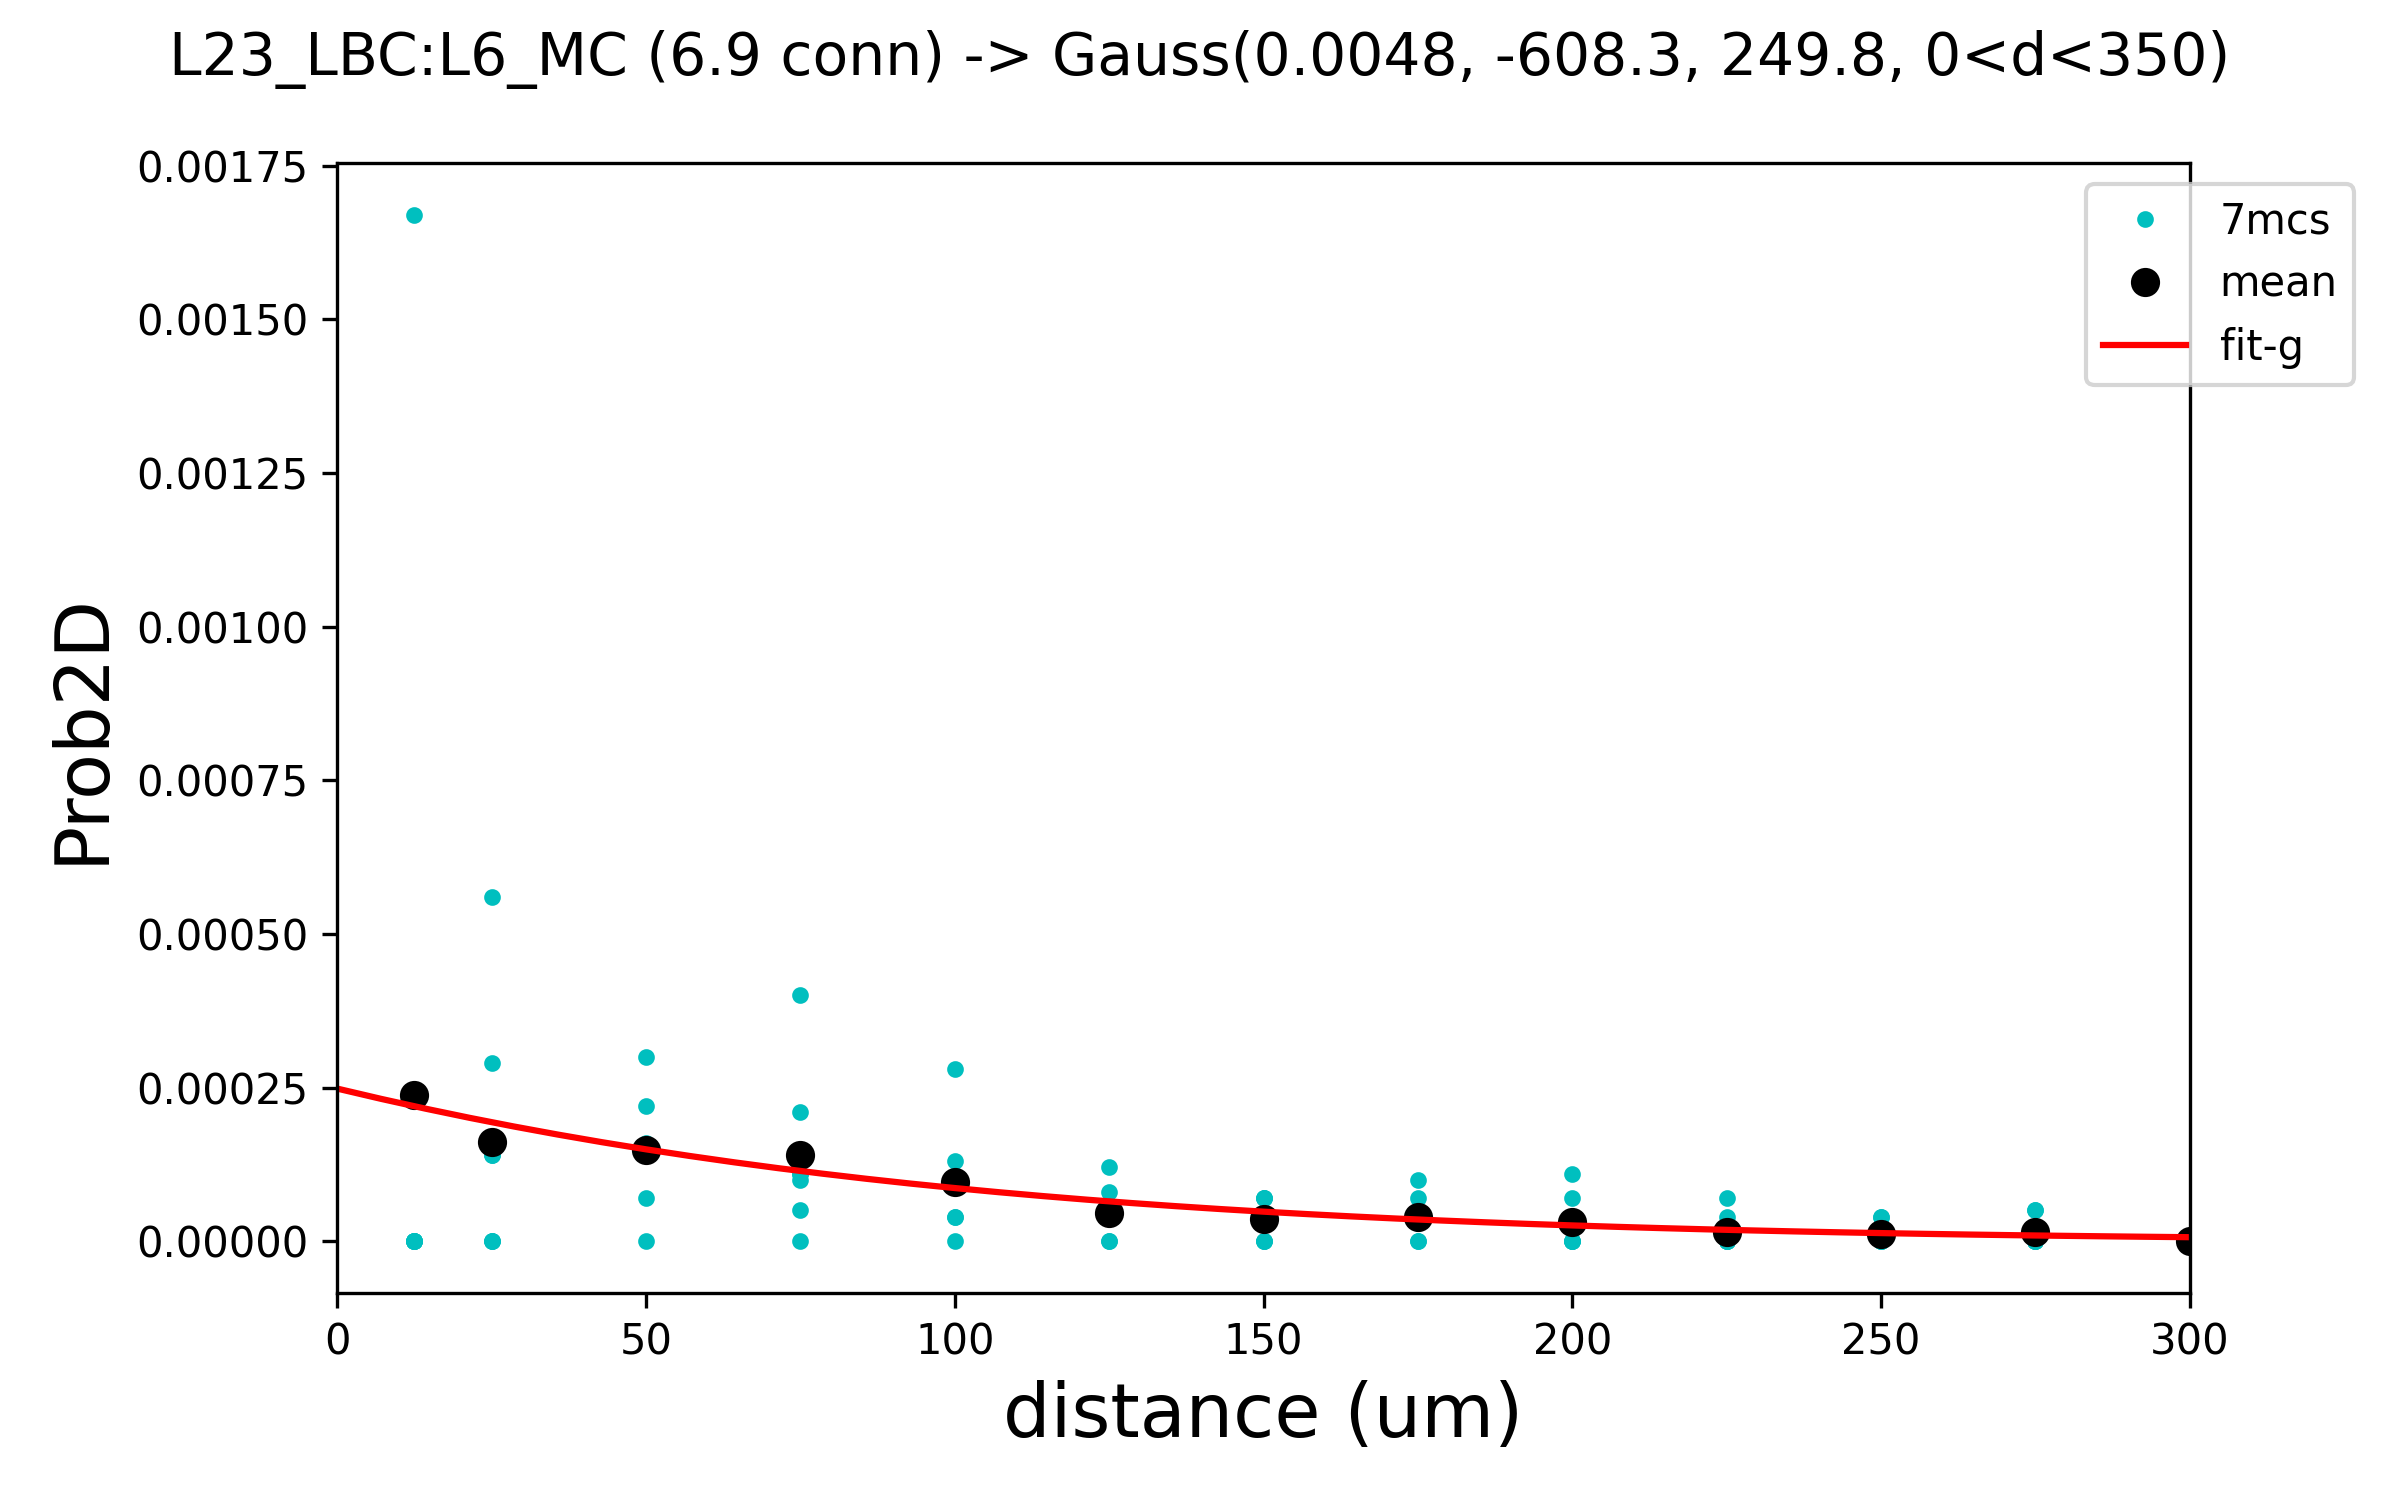 L23_LBC:L6_MC (6.9 conn) -> Gauss(0.0048, -608.3, 249.8, 0<d<350)
0.00175
0.00150
0.00125
0.00100
0.00075
0.00050
0.00025
0.00000
Prob2D
7mcs
mean
fit-g
0 50 100 150 200 250 300
distance (um)